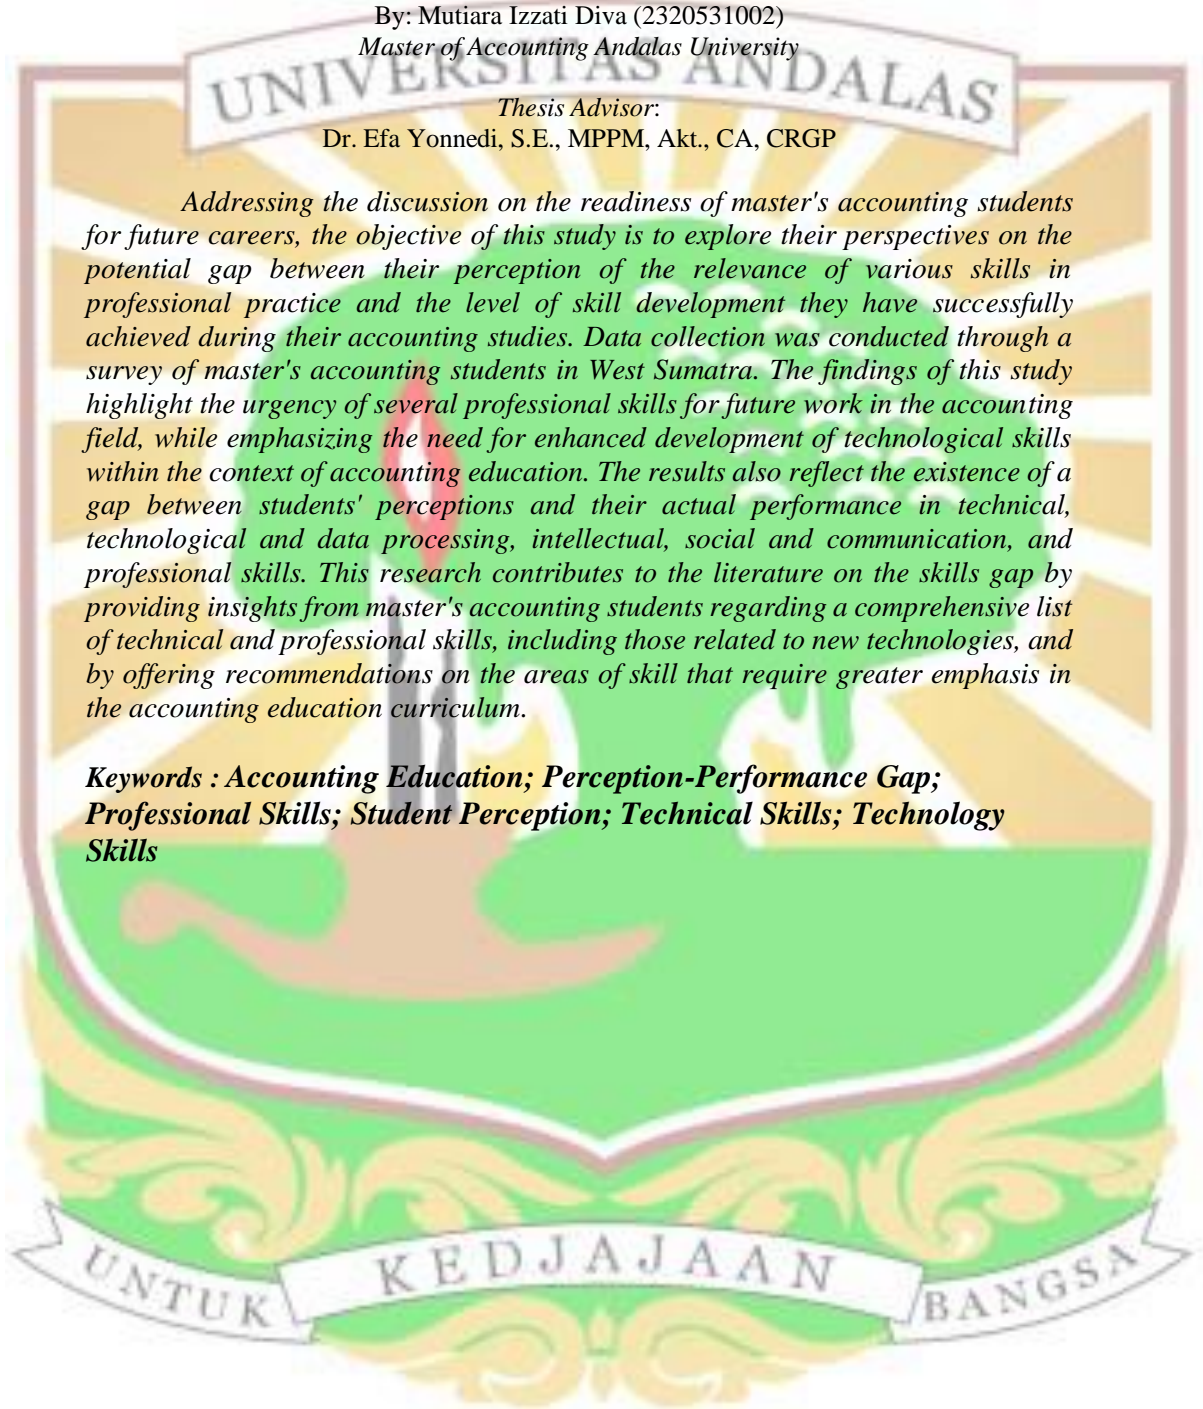 By: Mutiara Izzati Diva (2320531002)
Master of Accounting Andalas University
UNIVERSITAS ANDALAS
Thesis Advisor:
Dr. Efa Yonnedi, S.E., MPPM, Akt., CA, CRGP
Addressing the discussion on the readiness of master's accounting students
for future careers, the objective of this study is to explore their perspectives on the
potential gap between their perception of the relevance of various skills in
professional practice and the level of skill development they have successfully
achieved during their accounting studies. Data collection was conducted through a
survey of master's accounting students in West Sumatra. The findings of this study
highlight the urgency of several professional skills for future work in the accounting
field, while emphasizing the need for enhanced development of technological skills
within the context of accounting education. The results also reflect the existence of a
gap between students' perceptions and their actual performance in technical,
technological and data processing, intellectual, social and communication, and
professional skills. This research contributes to the literature on the skills gap by
providing insights from master's accounting students regarding a comprehensive list
of technical and professional skills, including those related to new technologies, and
by offering recommendations on the areas of skill that require greater emphasis in
the accounting education curriculum.
Keywords : Accounting Education; Perception-Performance Gap;
Professional Skills; Student Perception; Technical Skills; Technology
Skills
UNTUK KEDJAJAAN BANGSA